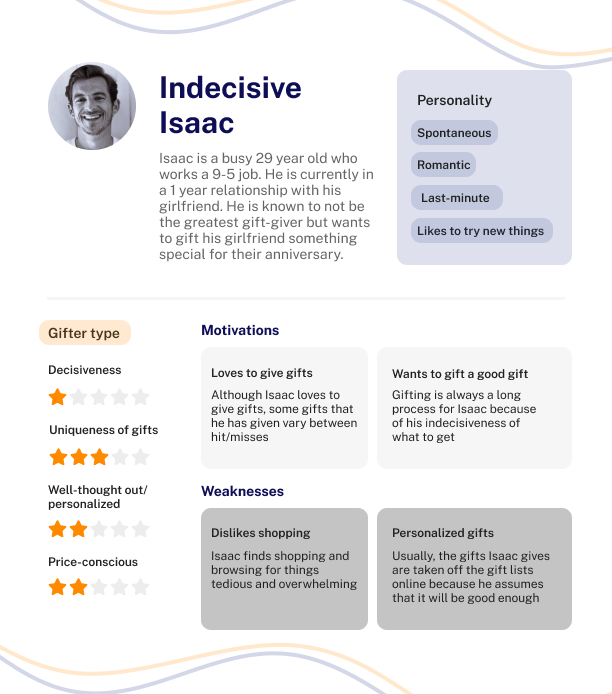 Indecisive
Isaac
Isaac is a busy 29 year old who
works a 9-5 job. He is currently in
a 1 year relationship with his
girlfriend. He is known to not be
the greatest gift-giver but wants
to gift his girlfriend something
special for their anniversary.
Personality
Spontaneous
Romantic
Last-minute
Likes to try new things
Gifter type
Decisiveness
Uniqueness of gifts
Well-thought out/
personalized
Price-conscious
Motivations
Loves to give gifts
Although Isaac loves to
give gifts, some gifts that
he has given vary between
hit/misses
Wants to gift a good gift
Gifting is always a long
process for Isaac because
of his indecisiveness of
what to get
Weaknesses
Dislikes shopping
Isaac finds shopping and
browsing for things
tedious and overwhelming
Personalized gifts
Usually, the gifts Isaac gives
are taken off the gift lists
online because he assumes
that it will be good enough